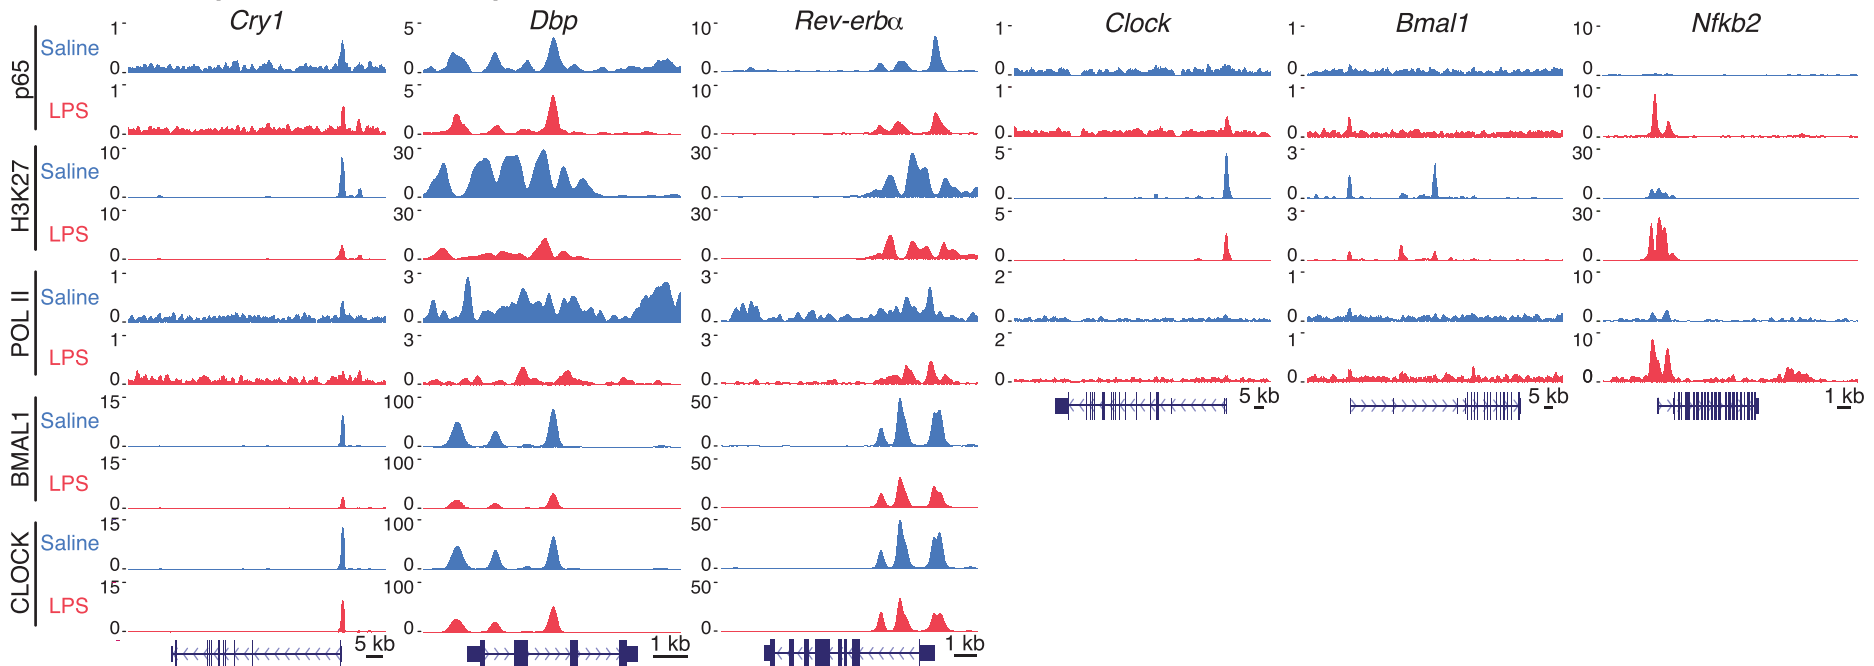 Cry1 Dbp Rev-erbα Clock Bmal1 Nfkb2
p65
Saline 1 0 5 0 10 0 1 0 1 0 10 0
LPS 1 0 5 0 10 0 1 0 1 0 10 0
H3K27
Saline 10 0 30 0 30 0 5 0 3 0 30 0
LPS 10 0 30 0 30 0 5 0 3 0 30 0
POL II
Saline 1 0 3 0 3 0 2 0 1 0 10 0
LPS 1 0 3 0 3 0 2 0 1 0 10 0
5 kb 5 kb 1 kb
BMAL1
Saline 15 0 100 0 50 0
LPS 15 0 100 0 50 0
CLOCK
Saline 15 0 100 0 50 0
LPS 15 0 100 0 50 0
5 kb 1 kb 1 kb